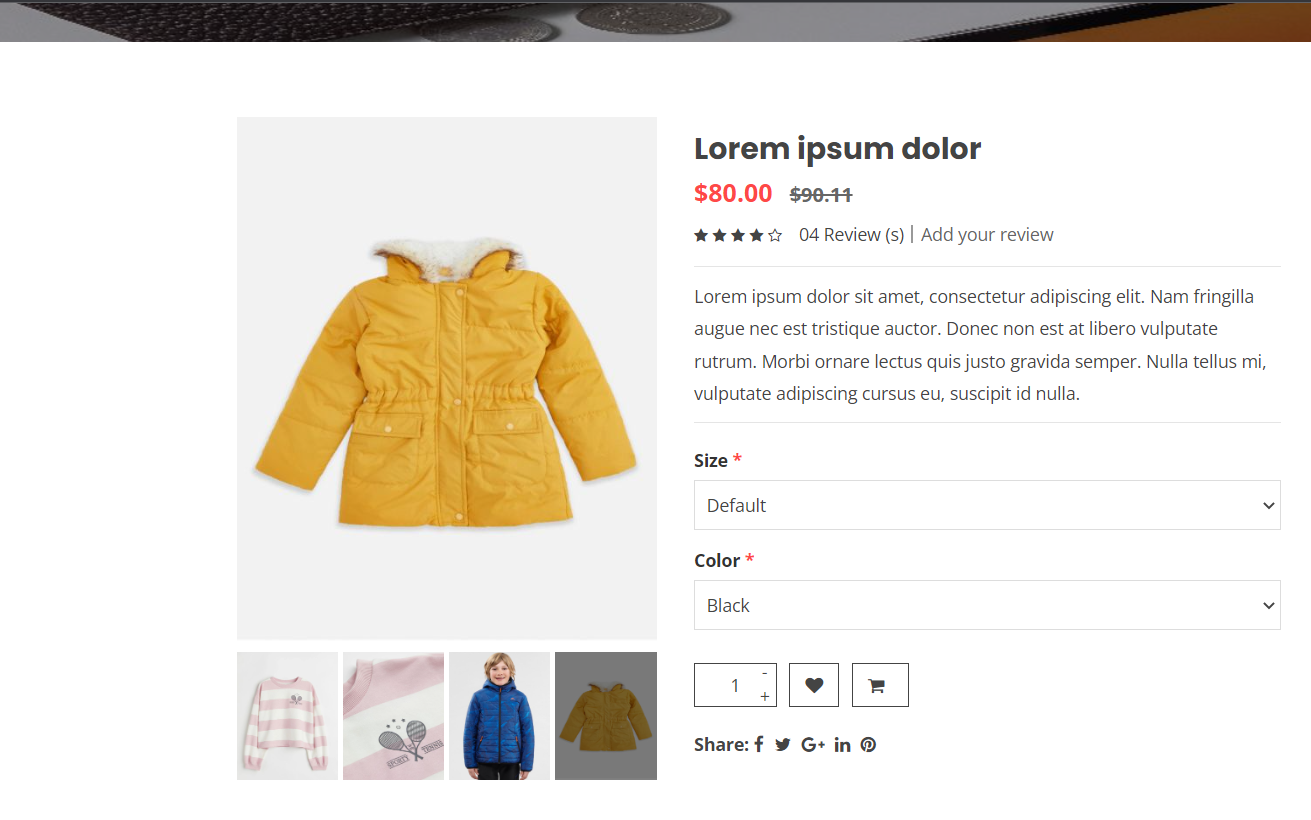 Lorem ipsum dolor
$80.00 $90.11
04 Review (s) | Add your review
Lorem ipsum dolor sit amet, consectetur adipiscing elit. Nam fringilla
augue nec est tristique auctor. Donec non est at libero vulputate
rutrum. Morbi ornare lectus quis justo gravida semper. Nulla tellus mi,
vulputate adipiscing cursus eu, suscipit id nulla.
Size *
Default
Color *
Black
1 - +
SPORTY TENNIS
Share: